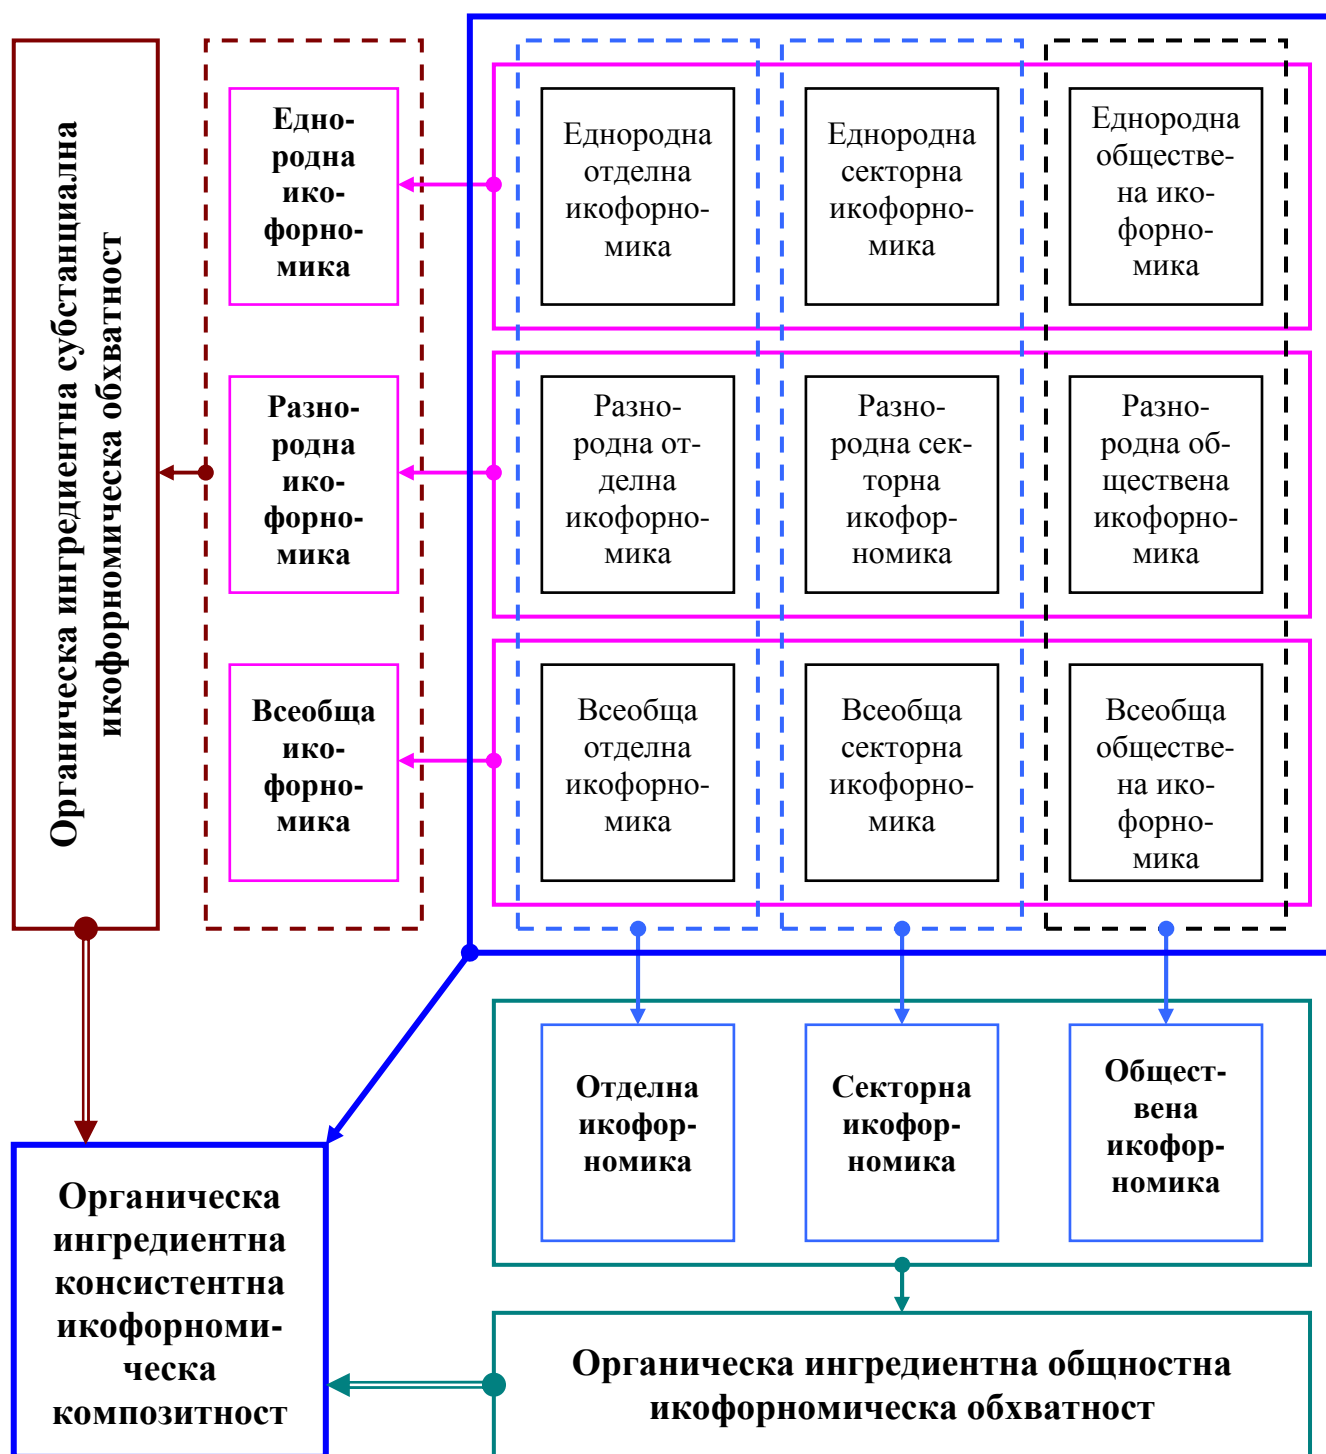 Органическа ингредиентна субстанциална
икофорномическа обхватност
Едно-
родна
ико-
форно-
мика
Еднородна
отделна
икофорно-
мика
Еднородна
секторна
икофорно-
мика
Еднородна
обществе-
на ико-
форно-
мика
Разно-
родна
ико-
форно-
мика
Разно-
родна от-
делна
икофорно-
мика
Разно-
родна сек-
торна
икофор-
номика
Разно-
родна об-
ществена
икофорно-
мика
Всеобща
ико-
форно-
мика
Всеобща
отделна
икофорно-
мика
Всеобща
секторна
икофорно-
мика
Всеобща
обществе-
на ико-
форно-
мика
Отделна
икофор-
номика
Секторна
икофор-
номика
Общест-
вена
икофор-
номика
Органическа
ингредиентна
консистентна
икофорноми-
ческа
композитност
Органическа ингредиентна общностна
икофорномическа обхватност